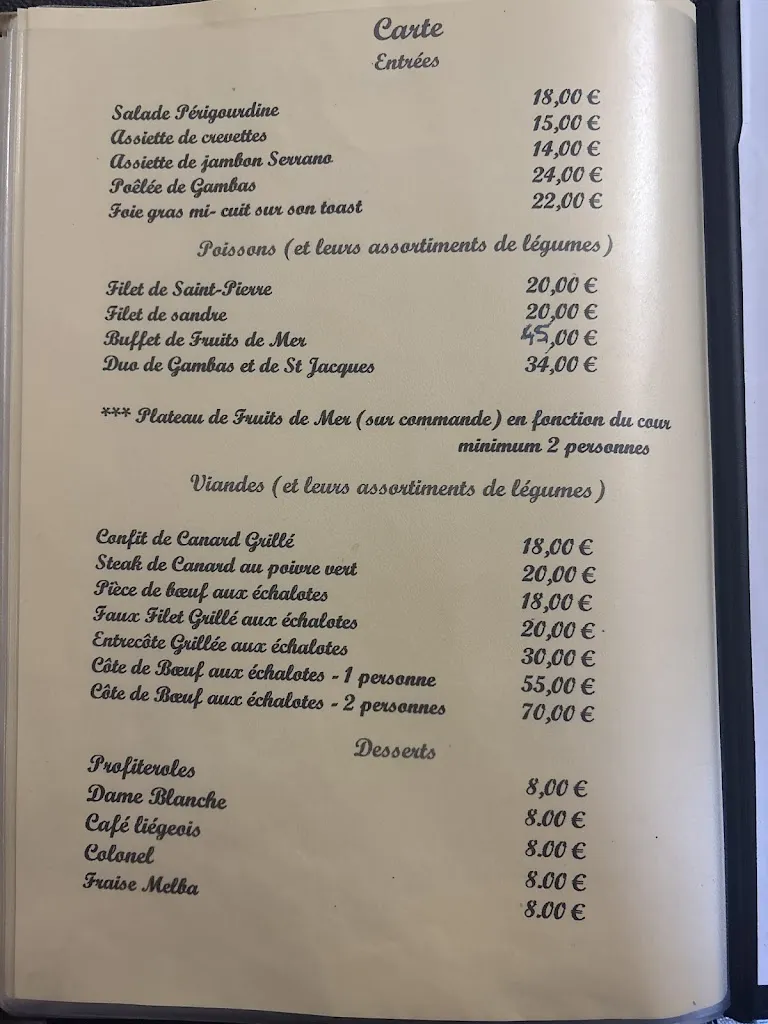 Carte
Entrées
Salade Périgourdine 18,00 €
Assiette de crevettes 15,00 €
Assiette de jambon Serrano 14,00 €
Poêlée de Gambas 24,00 €
Foie gras mi- cuit sur son toast 22,00 €
Poissons (et leurs assortiments de légumes)
Filet de Saint-Pierre 20,00 €
Filet de sandre 20,00 €
Buffet de Fruits de Mer 45,00 €
Duo de Gambas et de St Jacques 34,00 €
*** Plateau de Fruits de Mer (sur commande) en fonction du cour
minimum 2 personnes
Viandes (et leurs assortiments de légumes)
Confit de Canard Grillé 18,00 €
Steak de Canard au poivre vert 20,00 €
Pièce de bœuf aux échalotes 18,00 €
Faux Filet Grillé aux échalotes 20,00 €
Entrecôte Grillée aux échalotes 30,00 €
Côte de Bœuf aux échalotes - 1 personne 55,00 €
Côte de Bœuf aux échalotes - 2 personnes 70,00 €
Desserts
Profiteroles 8,00 €
Dame Blanche 8.00 €
Café liégeois 8.00 €
Colonel 8.00 €
Fraise Melba 8.00 €